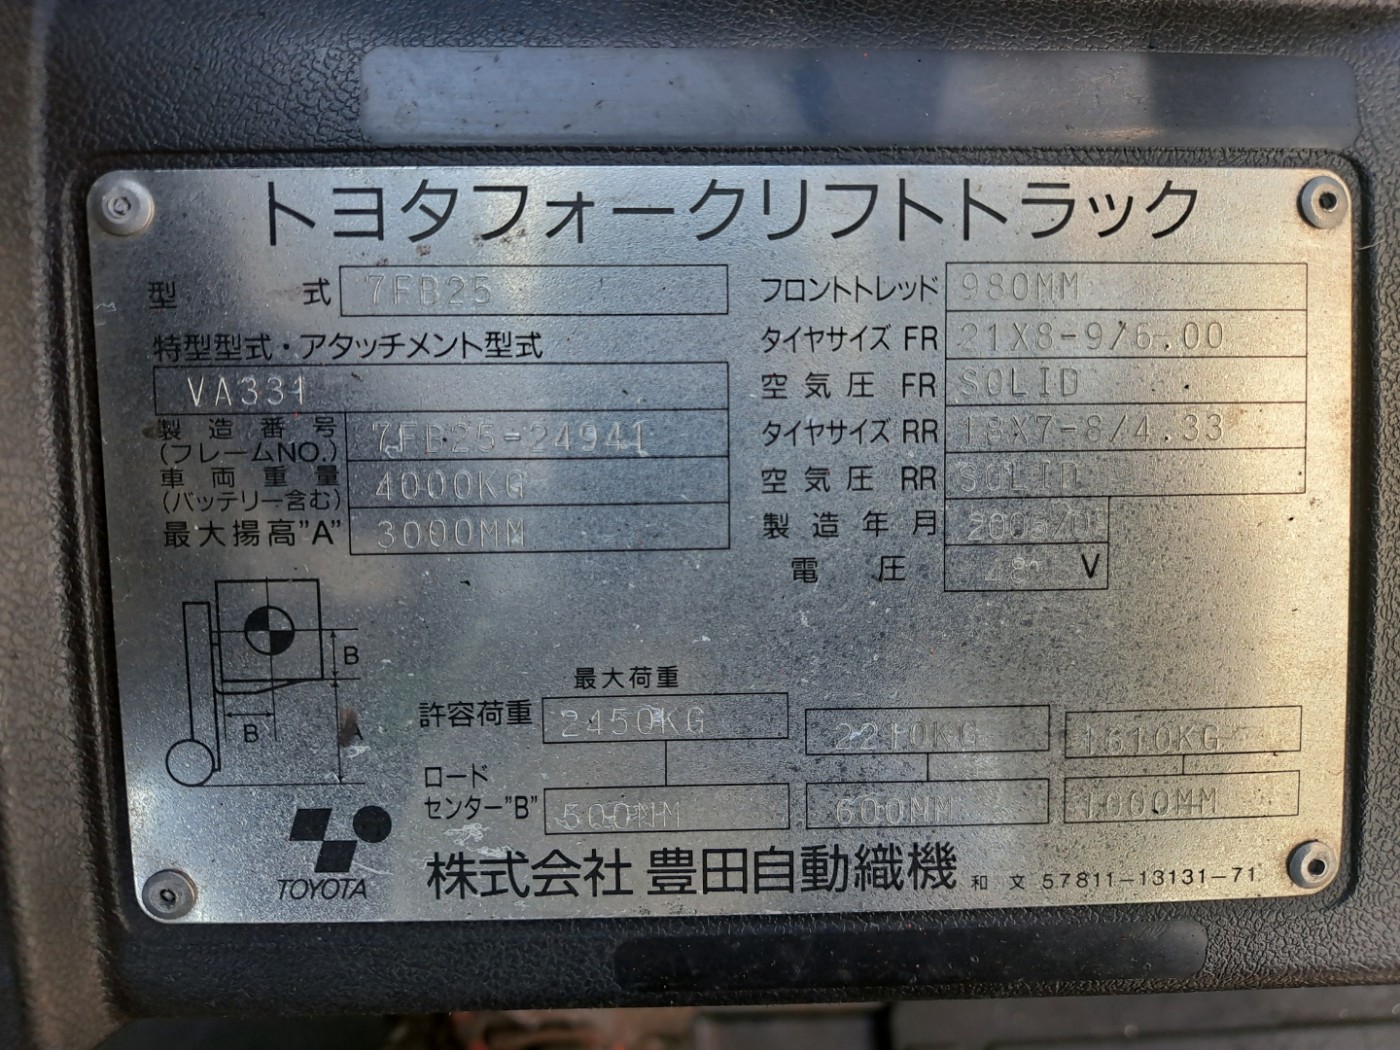 トヨタフォークリフトトラック
型式 7FB25
特型型式・アタッチメント型式
VA331
製造番号 7FB25-24941
(フレームNO.)
車両重量 4000KG
(バッテリー含む)
最大揚高"A" 3000MM
フロントトレッド 980MM
タイヤサイズ FR 21X8-9/6.00
空気圧 FR SOLID
タイヤサイズ RR 18X7-8/4.33
空気圧 RR SOLID
製造年月
電圧 48 V
B
B
A
最大荷重
許容荷重 2450KG 2210KG 1610KG
ロード
センター"B" 500MM 600MM 1000MM
TOYOTA
株式会社 豊田自動織機 和文 57811-13131-71